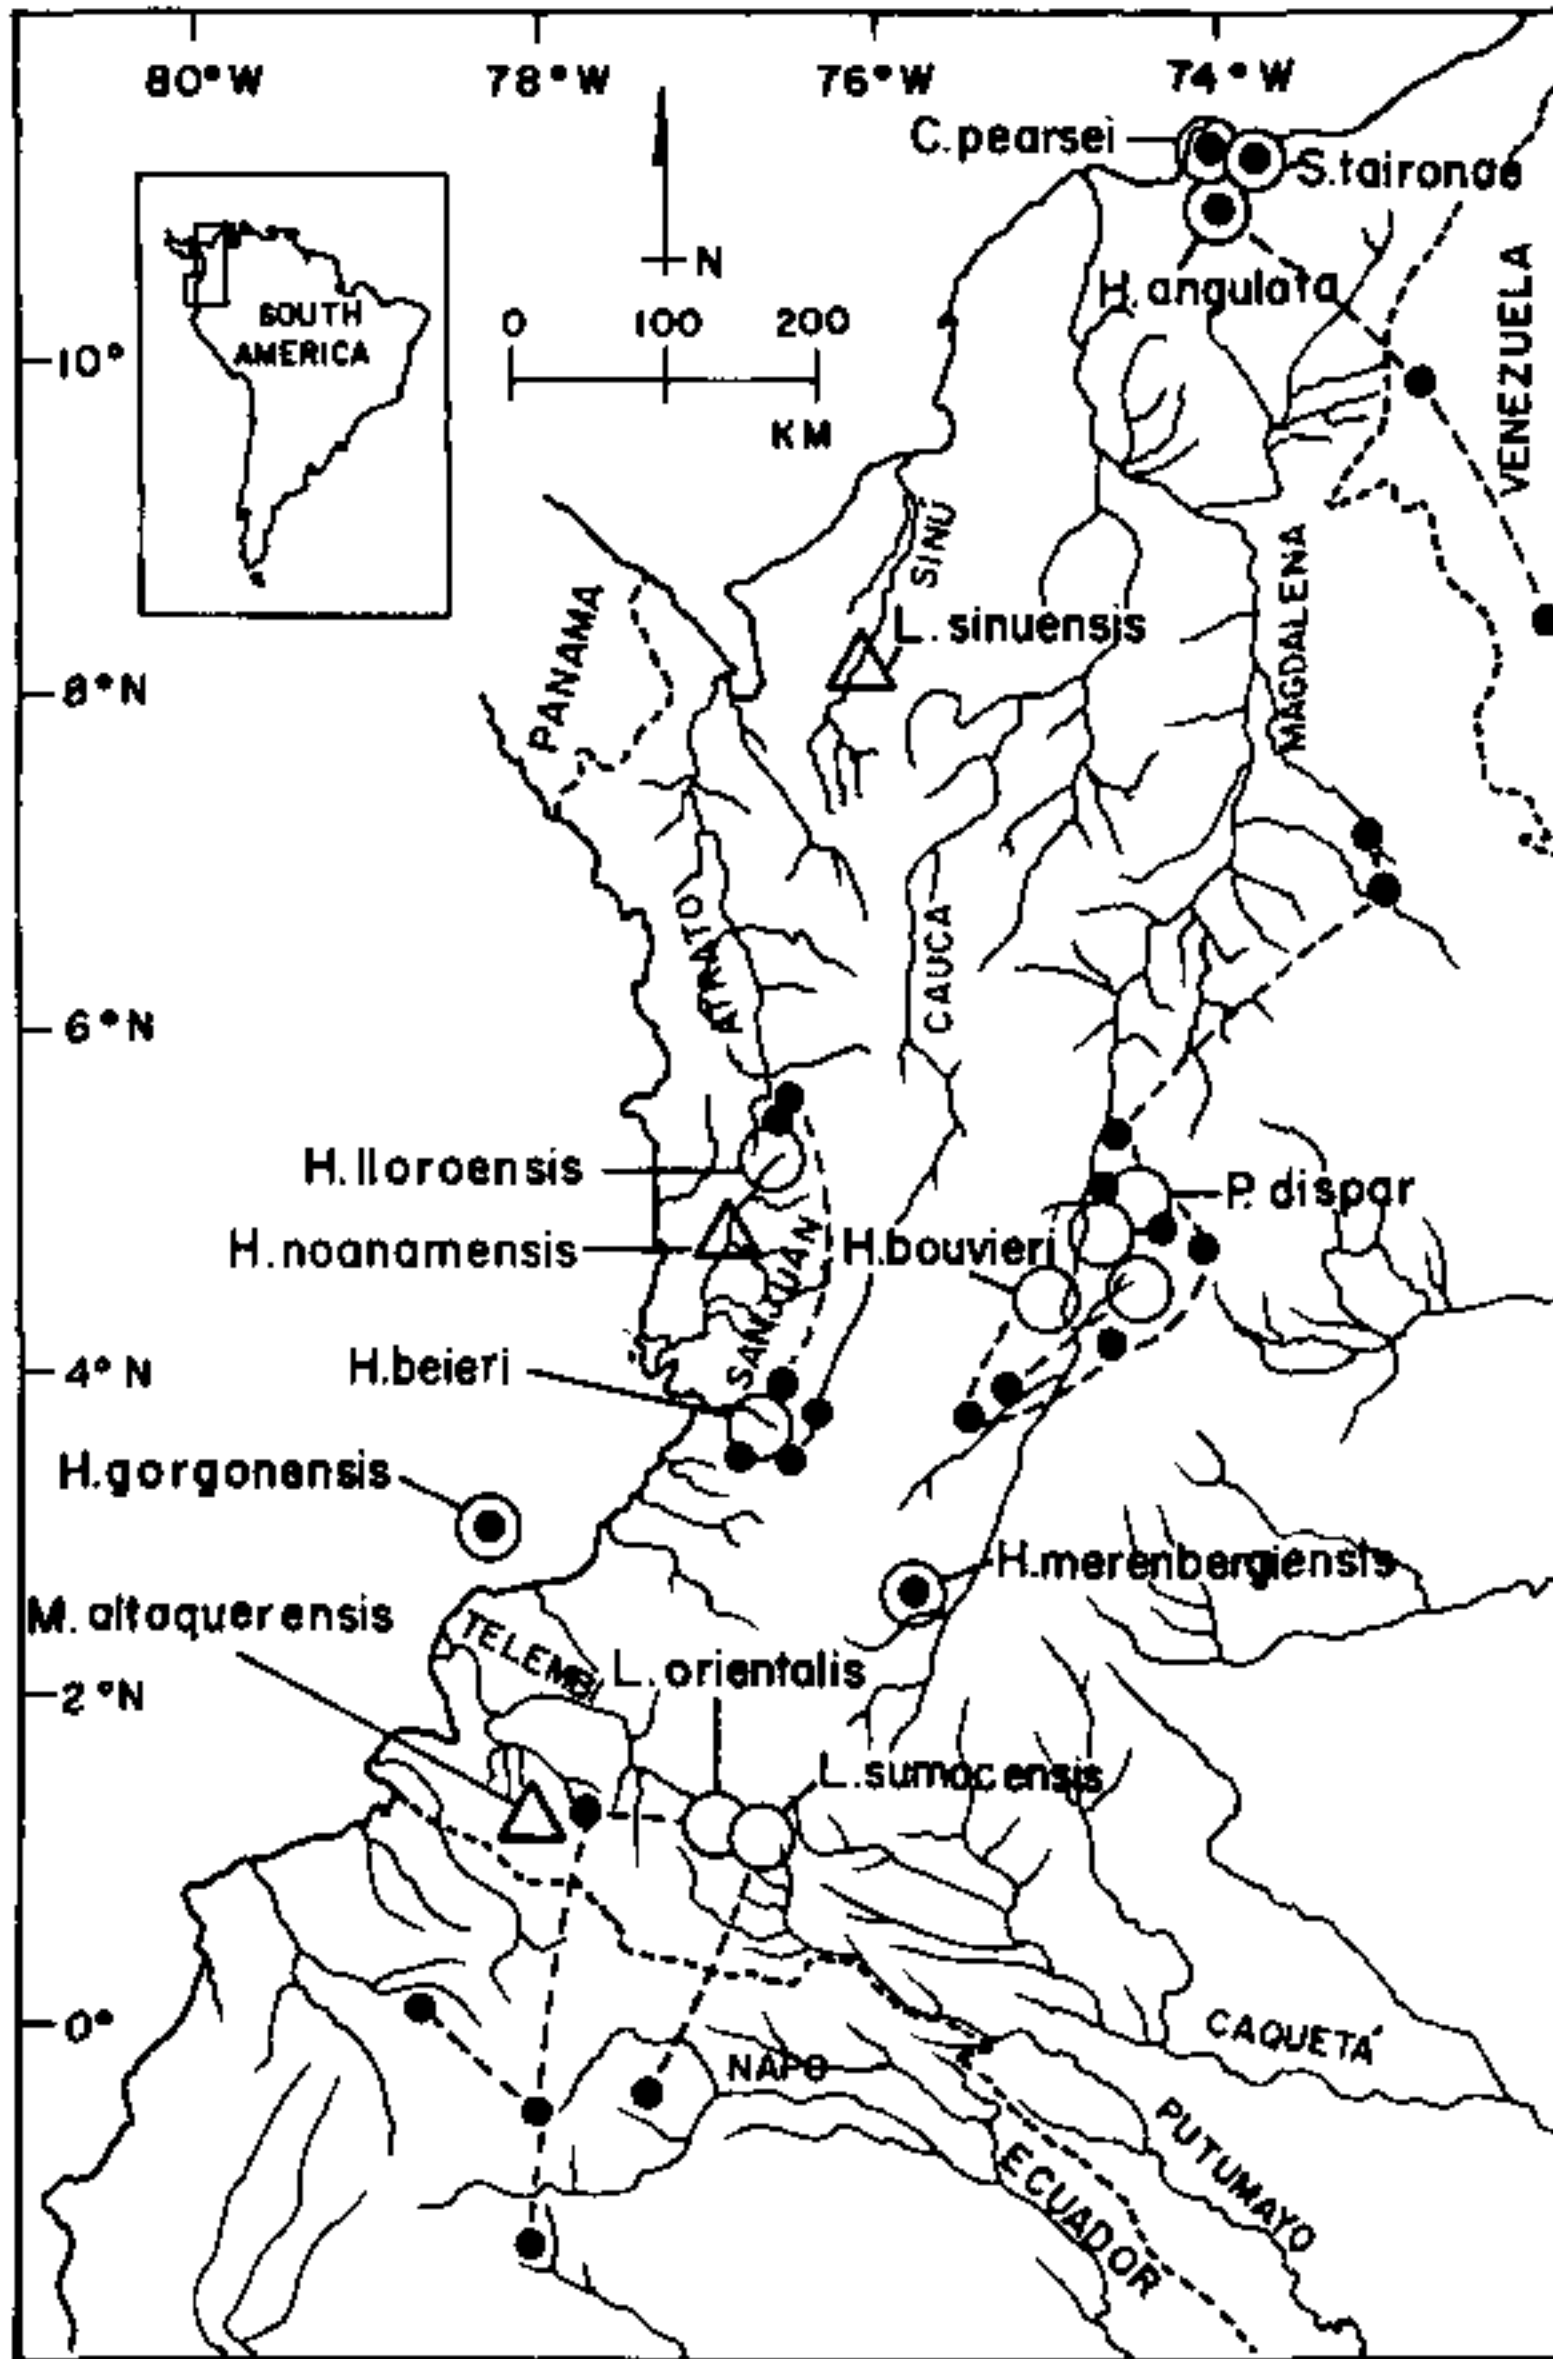 80°W 78°W 76°W 74°W
C.pearsei
S.taironae
N
H.angulata
VENEZUELA
SOUTH
AMERICA
0 100 200
KM
10°
SINÚ
PANAMA
L.sinuensis
MAGDALENA
8°N
ATRATO
CAUCA
6°N
H.lloroensis
P.dispar
H.noanamensis
SAN JUAN
H.bouvieri
H.beieri
4°N
H.gorgonensis
H.merenbergiensis
M.altaquerensis
TELEMBI
L.orientalis
2°N
L.sumacensis
0°
CAQUETÁ
NAPO
PUTUMAYO
ECUADOR